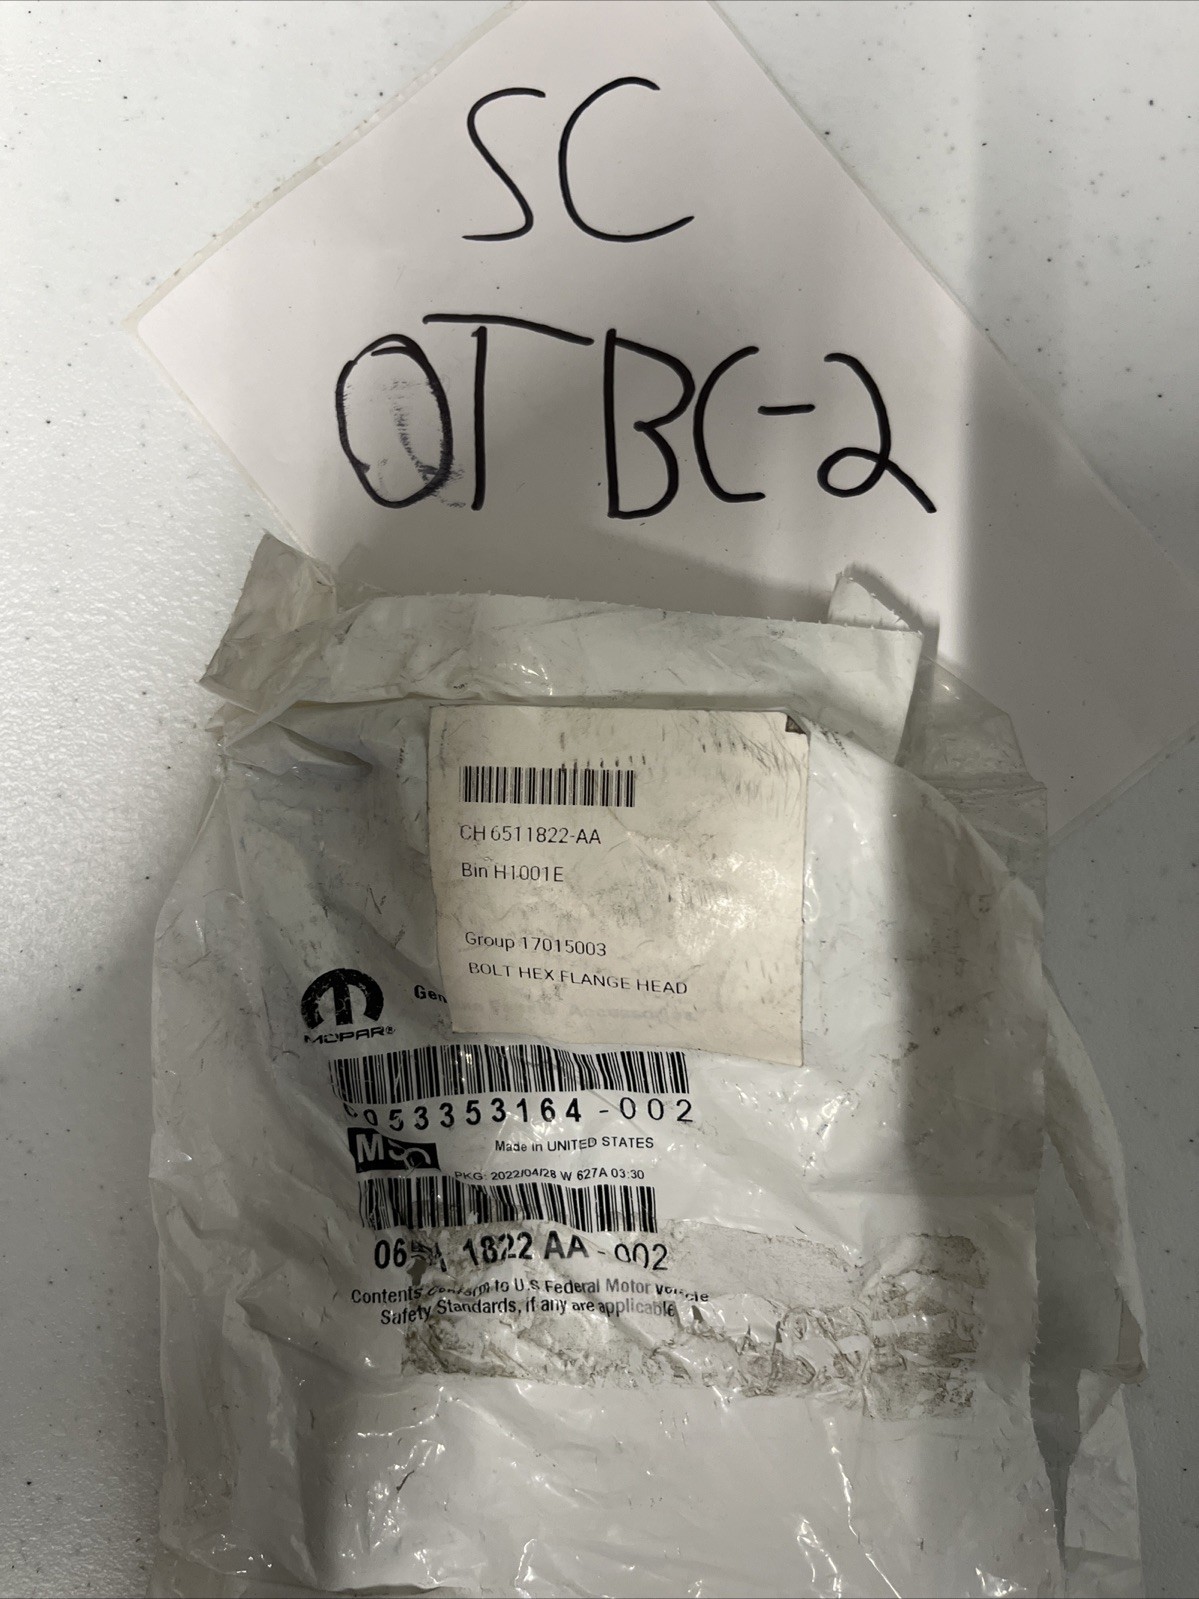 SC
OTBC-2
CH 6511822-AA
Bin H1001E
Group 17015003
BOLT HEX FLANGE HEAD
MOPAR®
053353164-002
Made in UNITED STATES
PKG: 2022/04/28 W 627A 03:30
1822 AA-002
Contents to U.S Federal Motor
Safety Standards, if any are applicable